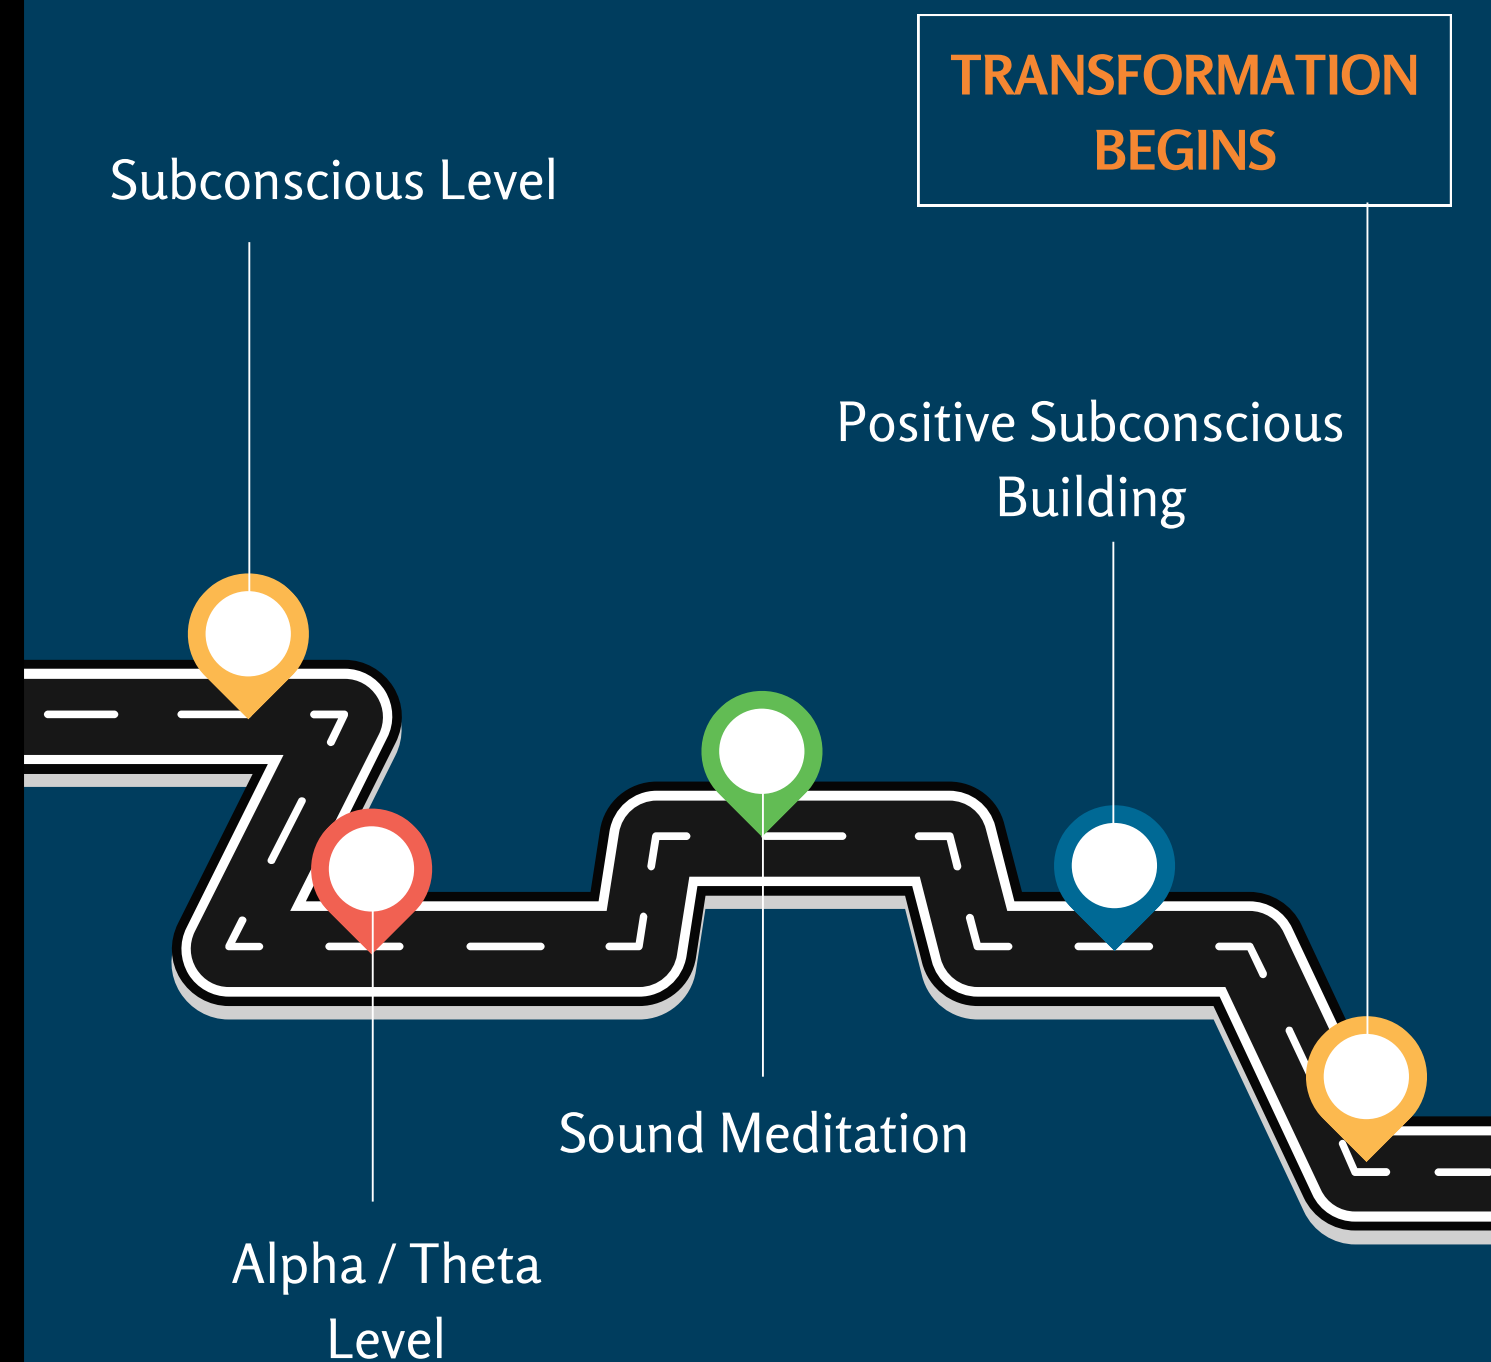 TRANSFORMATION
BEGINS
Subconscious Level
Positive Subconscious
Building
Sound Meditation
Alpha / Theta
Level